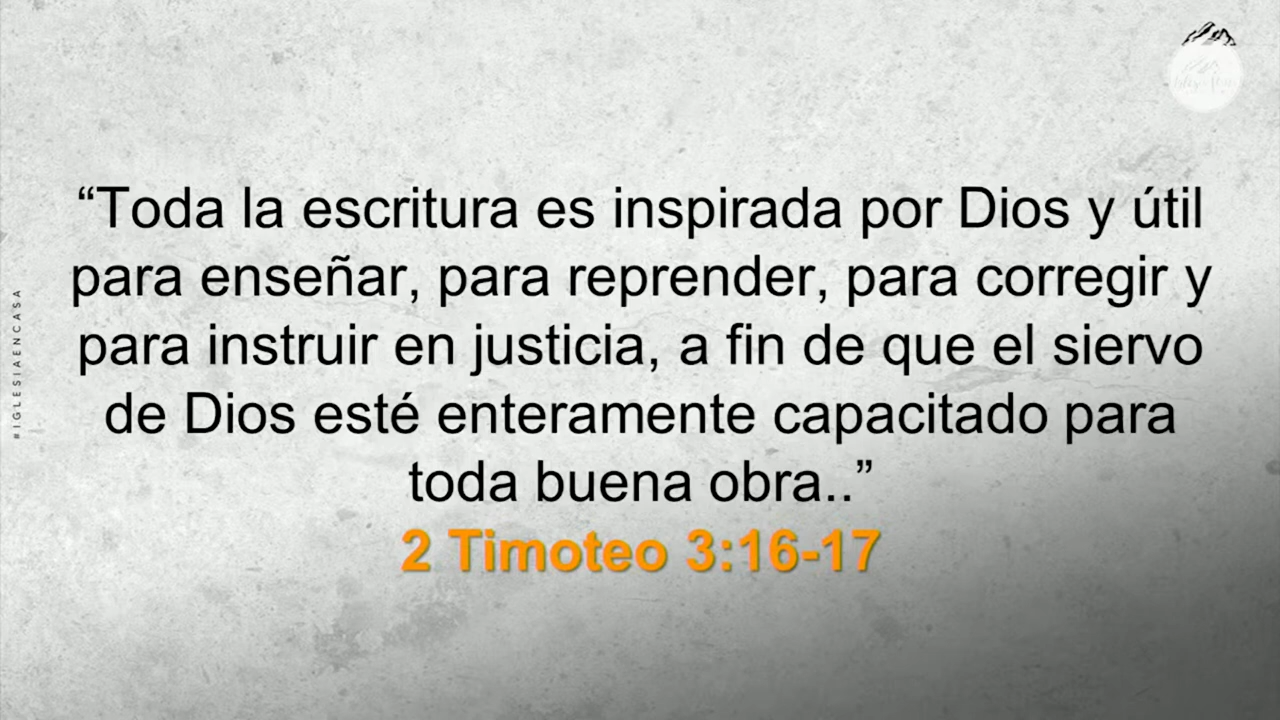 “Toda la escritura es inspirada por Dios y útil
para enseñar, para reprender, para corregir y
para instruir en justicia, a fin de que el siervo
de Dios esté enteramente capacitado para
toda buena obra..”
2 Timoteo 3:16-17
#IGLESIAENCASA